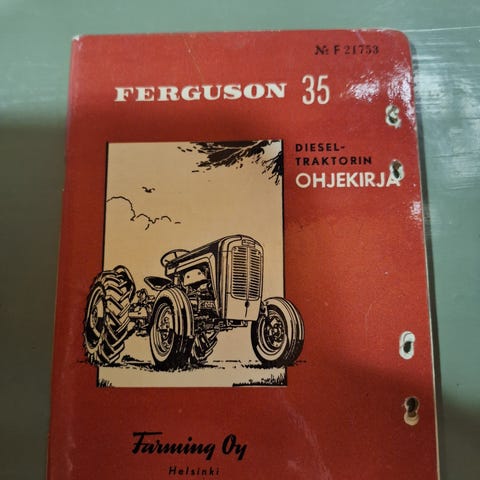 № F 21753
FERGUSON 35
DIESEL-
TRAKTORIN
OHJEKIRJA
Farming Oy
Helsinki